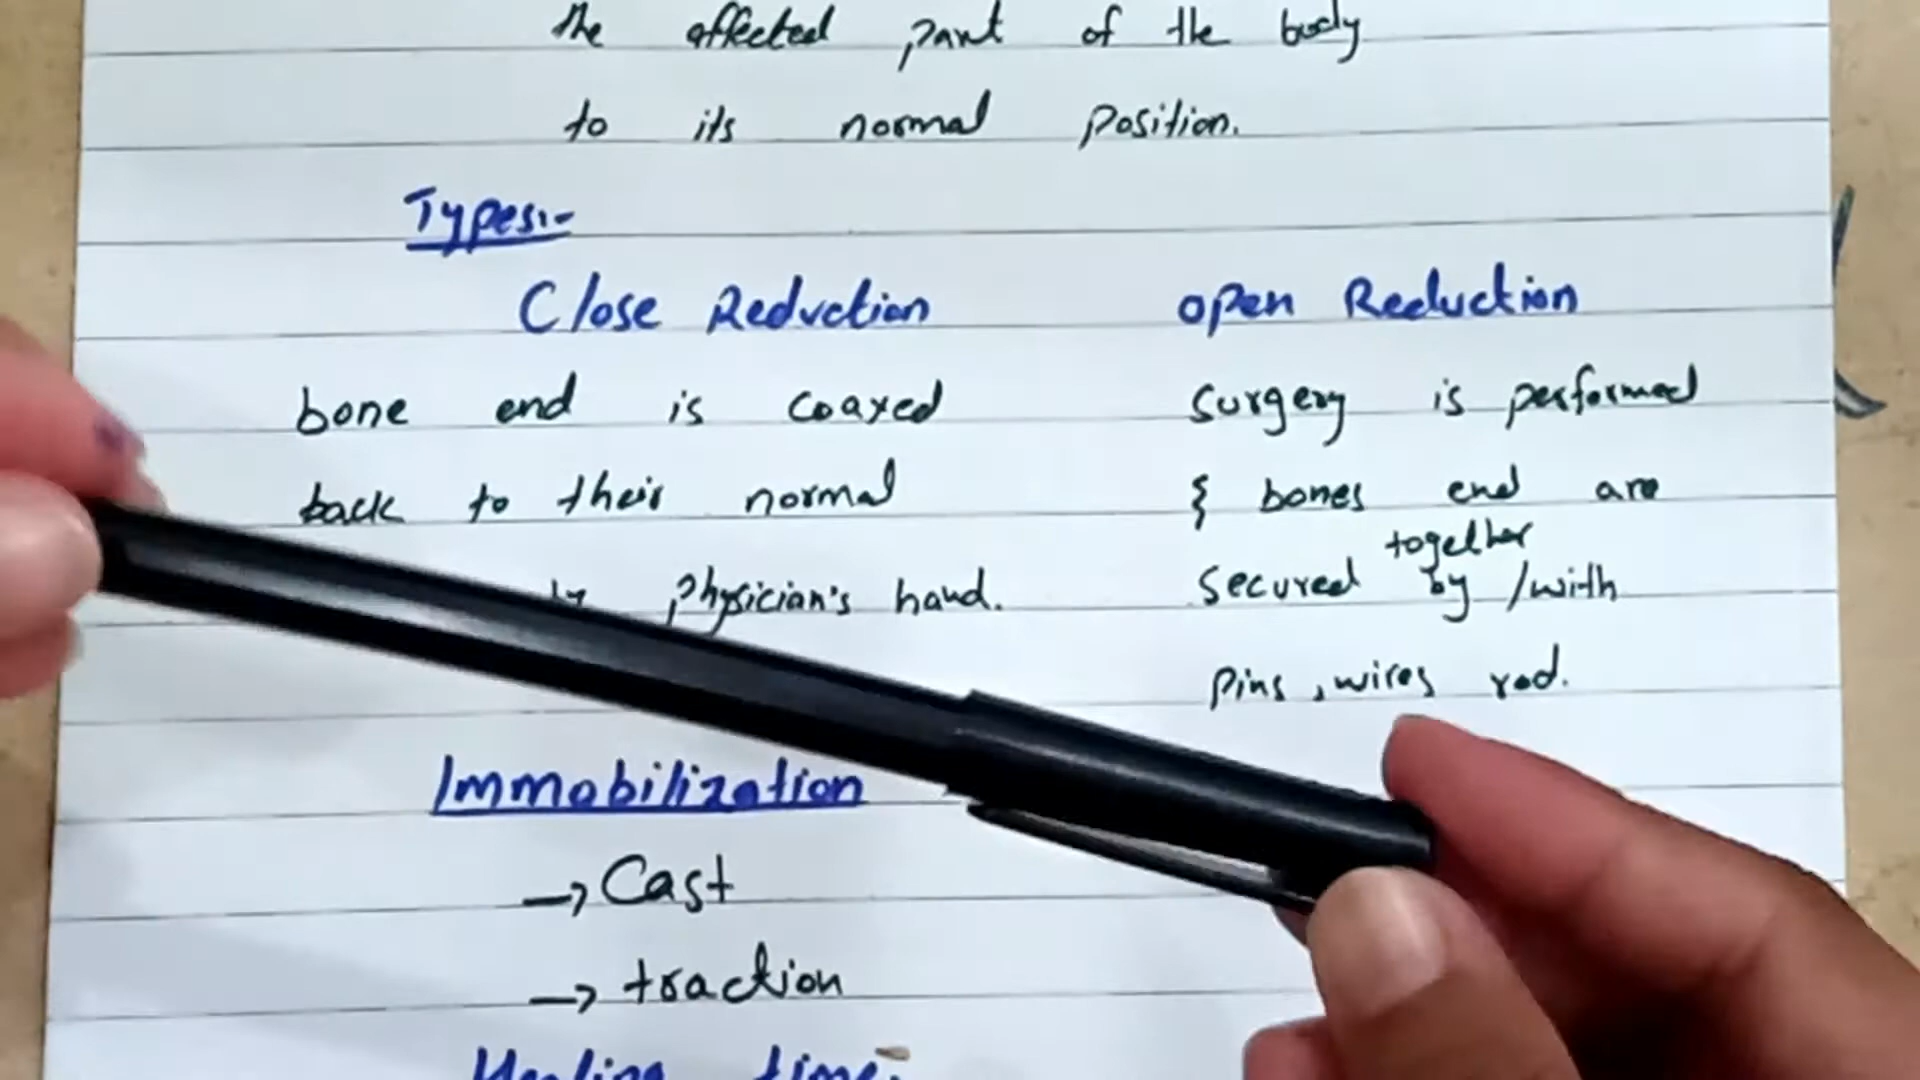 the affected part of the body
to its normal position.
Types:-
Close Reduction
bone end is coaxed
back to their normal
physician's hand.
open Reduction
surgery is performed
& bones end are
together
secured by /with
pins, wires rod.
Immobilization
→ Cast
→ traction
Healing time: